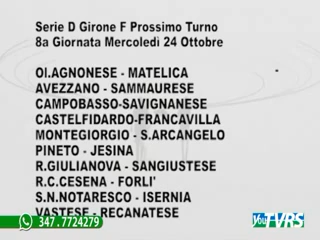 Serie D Girone F Prossimo Turno
8a Giornata Mercoledì 24 Ottobre
Ol.AGNONESE - MATELICA
AVEZZANO - SAMMAURESE
CAMPOBASSO-SAVIGNANESE
CASTELFIDARDO-FRANCAVILLA
MONTEGIORGIO - S.ARCANGELO
PINETO - JESINA
R.GIULIANOVA - SANGIUSTESE
R.C.CESENA - FORLI'
S.N.NOTARESCO - ISERNIA
VASTESE - RECANATESE
347.7724279
You TVRS